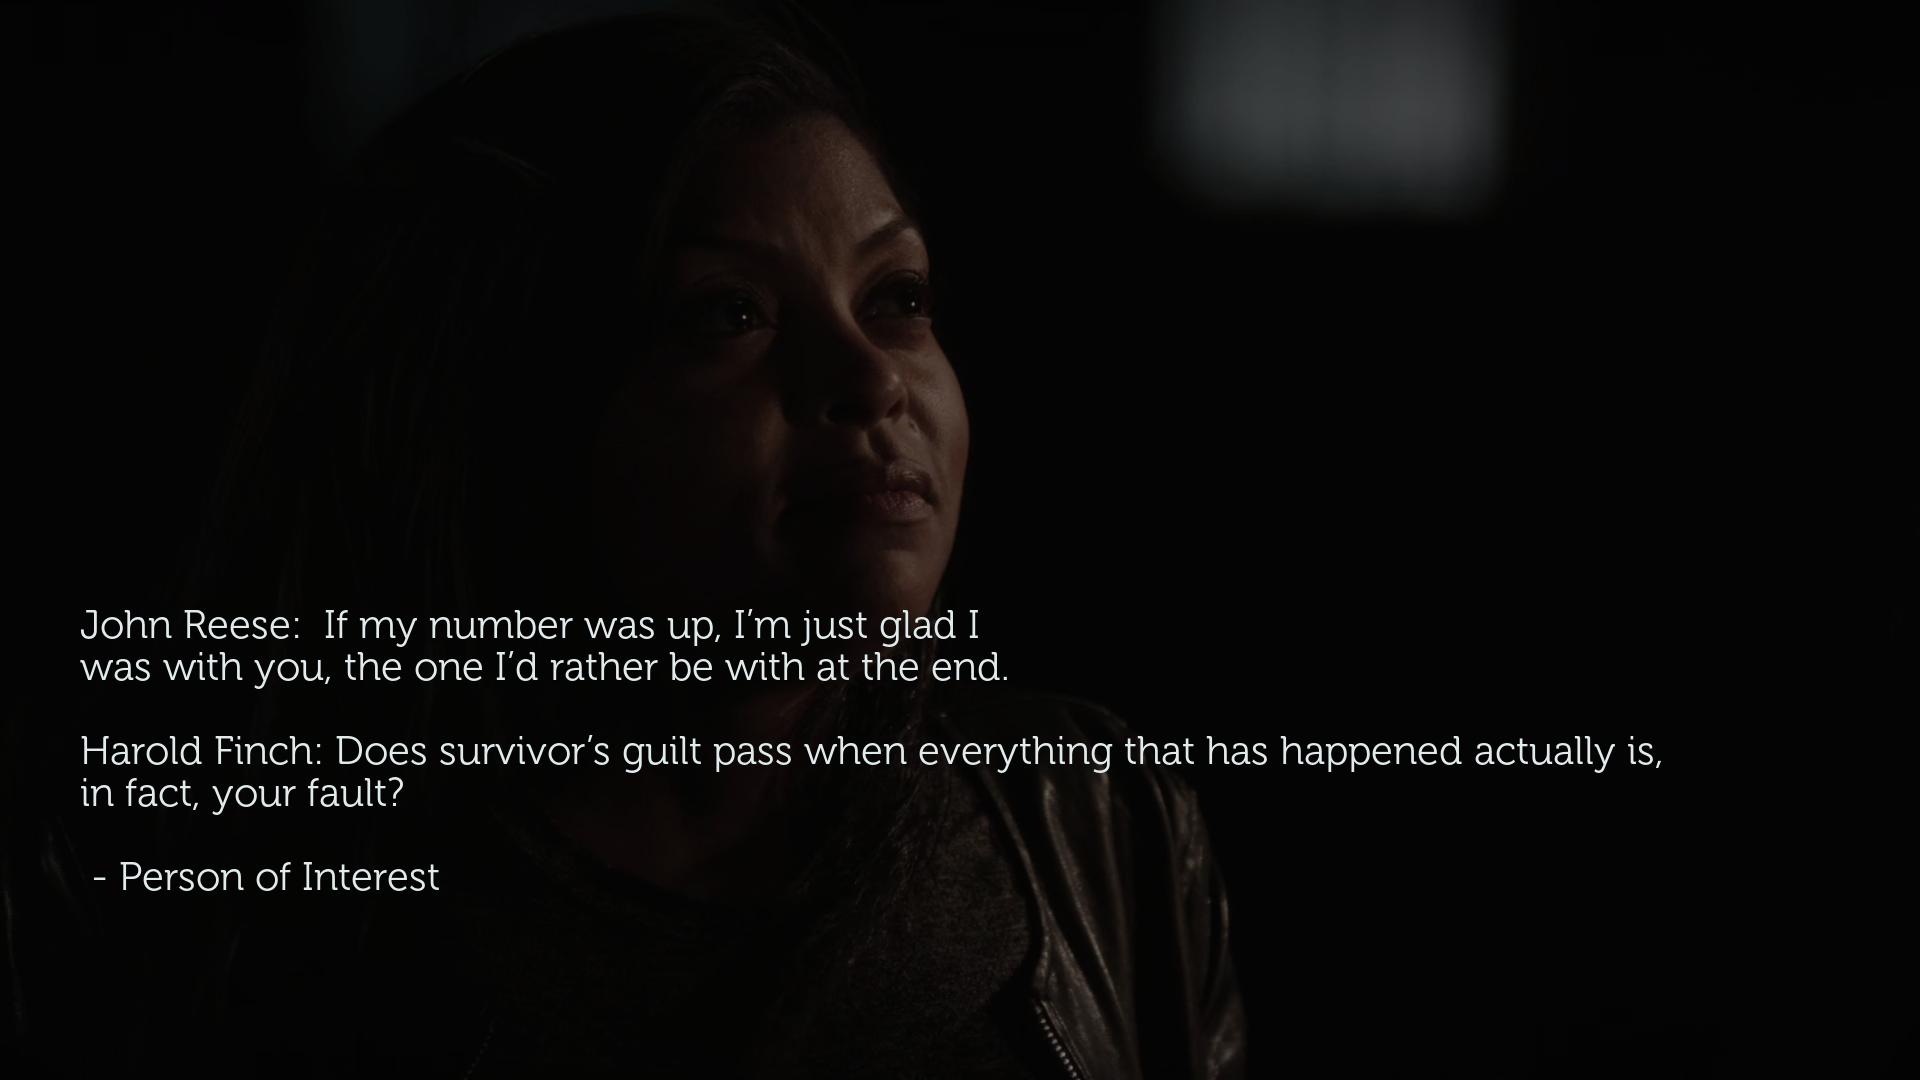 John Reese:  If my number was up, I’m just glad I
was with you, the one I’d rather be with at the end.
Harold Finch: Does survivor’s guilt pass when everything that has happened actually is,
in fact, your fault?
- Person of Interest